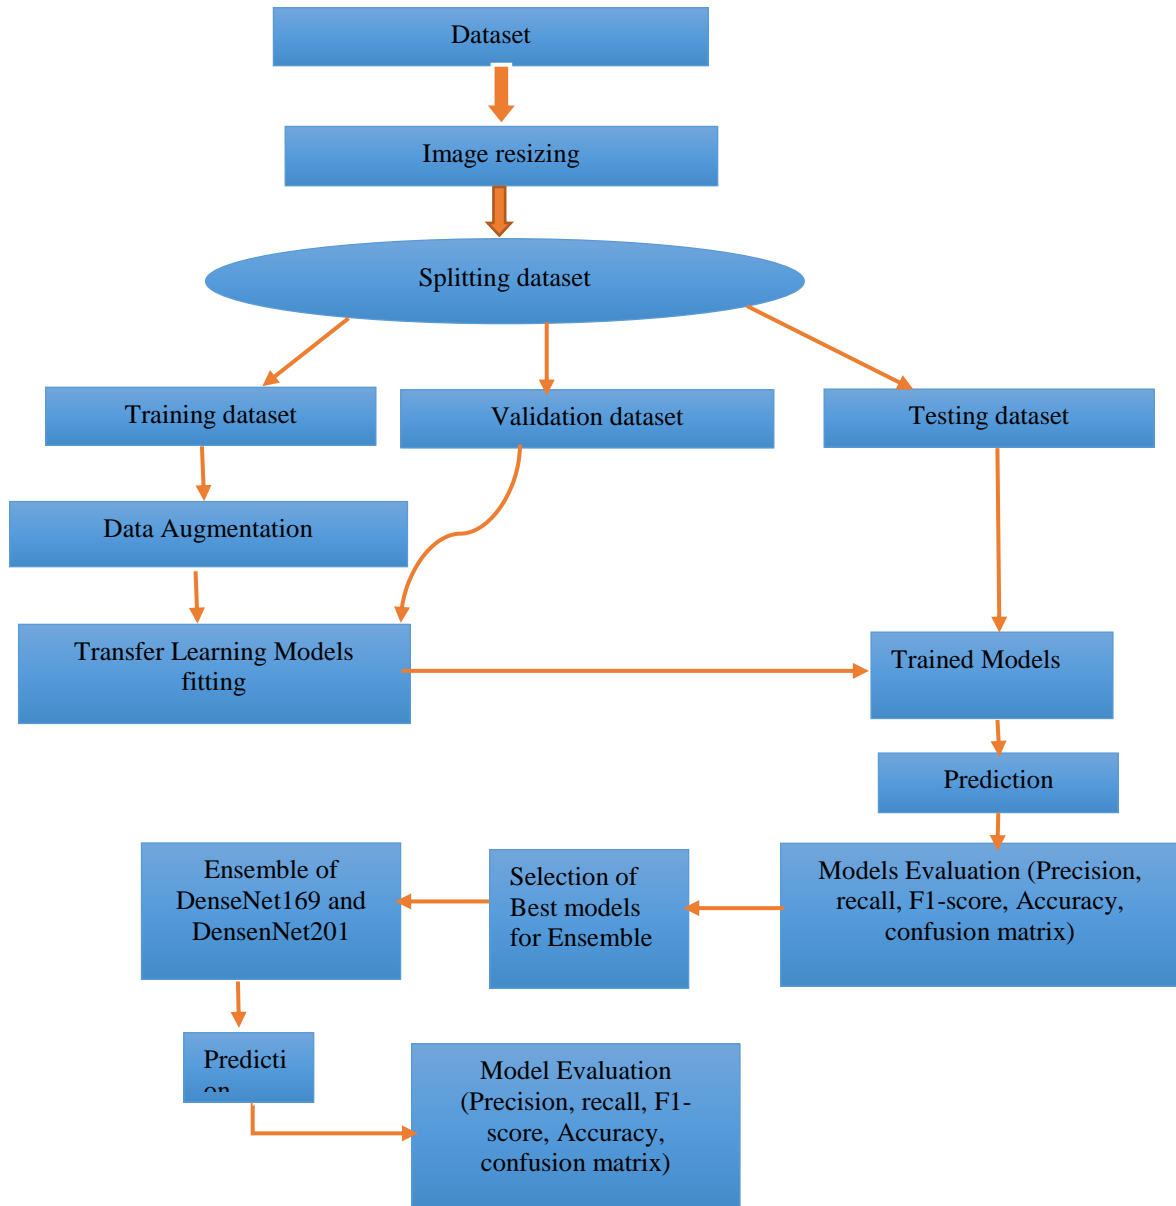 Dataset
Image resizing
Splitting dataset
Training dataset
Validation dataset
Testing dataset
Data Augmentation
Transfer Learning Models
fitting
Trained Models
Prediction
Models Evaluation (Precision,
recall, F1-score, Accuracy,
confusion matrix)
Selection of
Best models
for Ensemble
Ensemble of
DenseNet169 and
DensenNet201
Predicti
on
Model Evaluation
(Precision, recall, F1-
score, Accuracy,
confusion matrix)